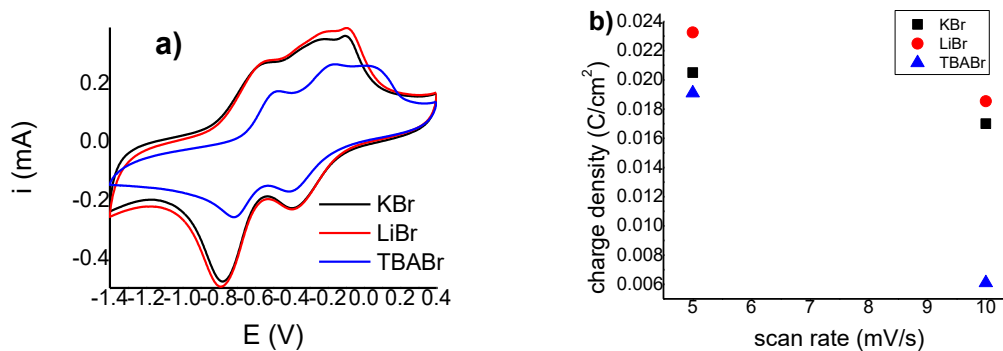 a)
0.2
0.0
-0.2
-0.4
i (mA)
KBr
LiBr
TBABr
-1.4 -1.2 -1.0 -0.8 -0.6 -0.4 -0.2 0.0 0.2 0.4
E (V)
b)
0.024
0.022
0.020
0.018
0.016
0.014
0.012
0.010
0.008
0.006
charge density (C/cm²)
KBr
LiBr
TBABr
5 6 7 8 9 10
scan rate (mV/s)